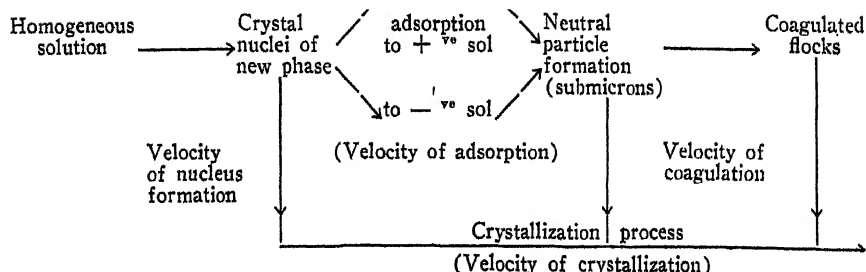 Homogeneous
solution
Crystal
nuclei of
new phase
adsorption
to + ve sol
to — ' ve sol
(Velocity of adsorption)
Neutral
particle
formation
(submicrons)
Coagulated
flocks
Velocity
of nucleus
formation
Velocity of
coagulation
Crystallization process
(Velocity of crystallization)